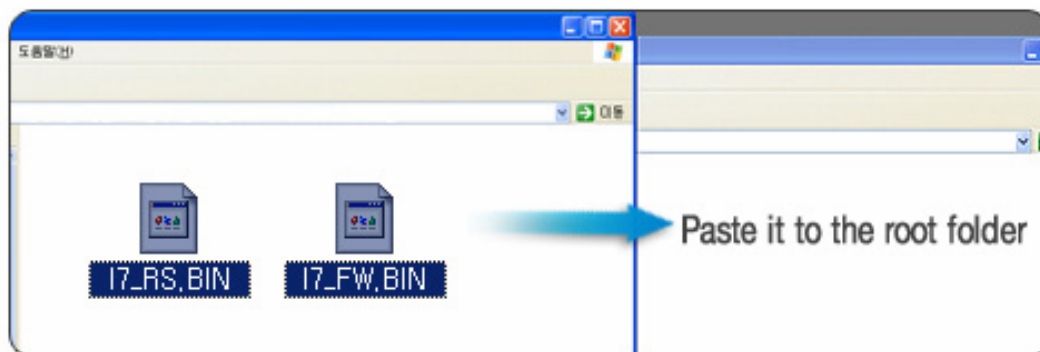 도움말(H)
이동
I7_RS.BIN
I7_FW.BIN
Paste it to the root folder